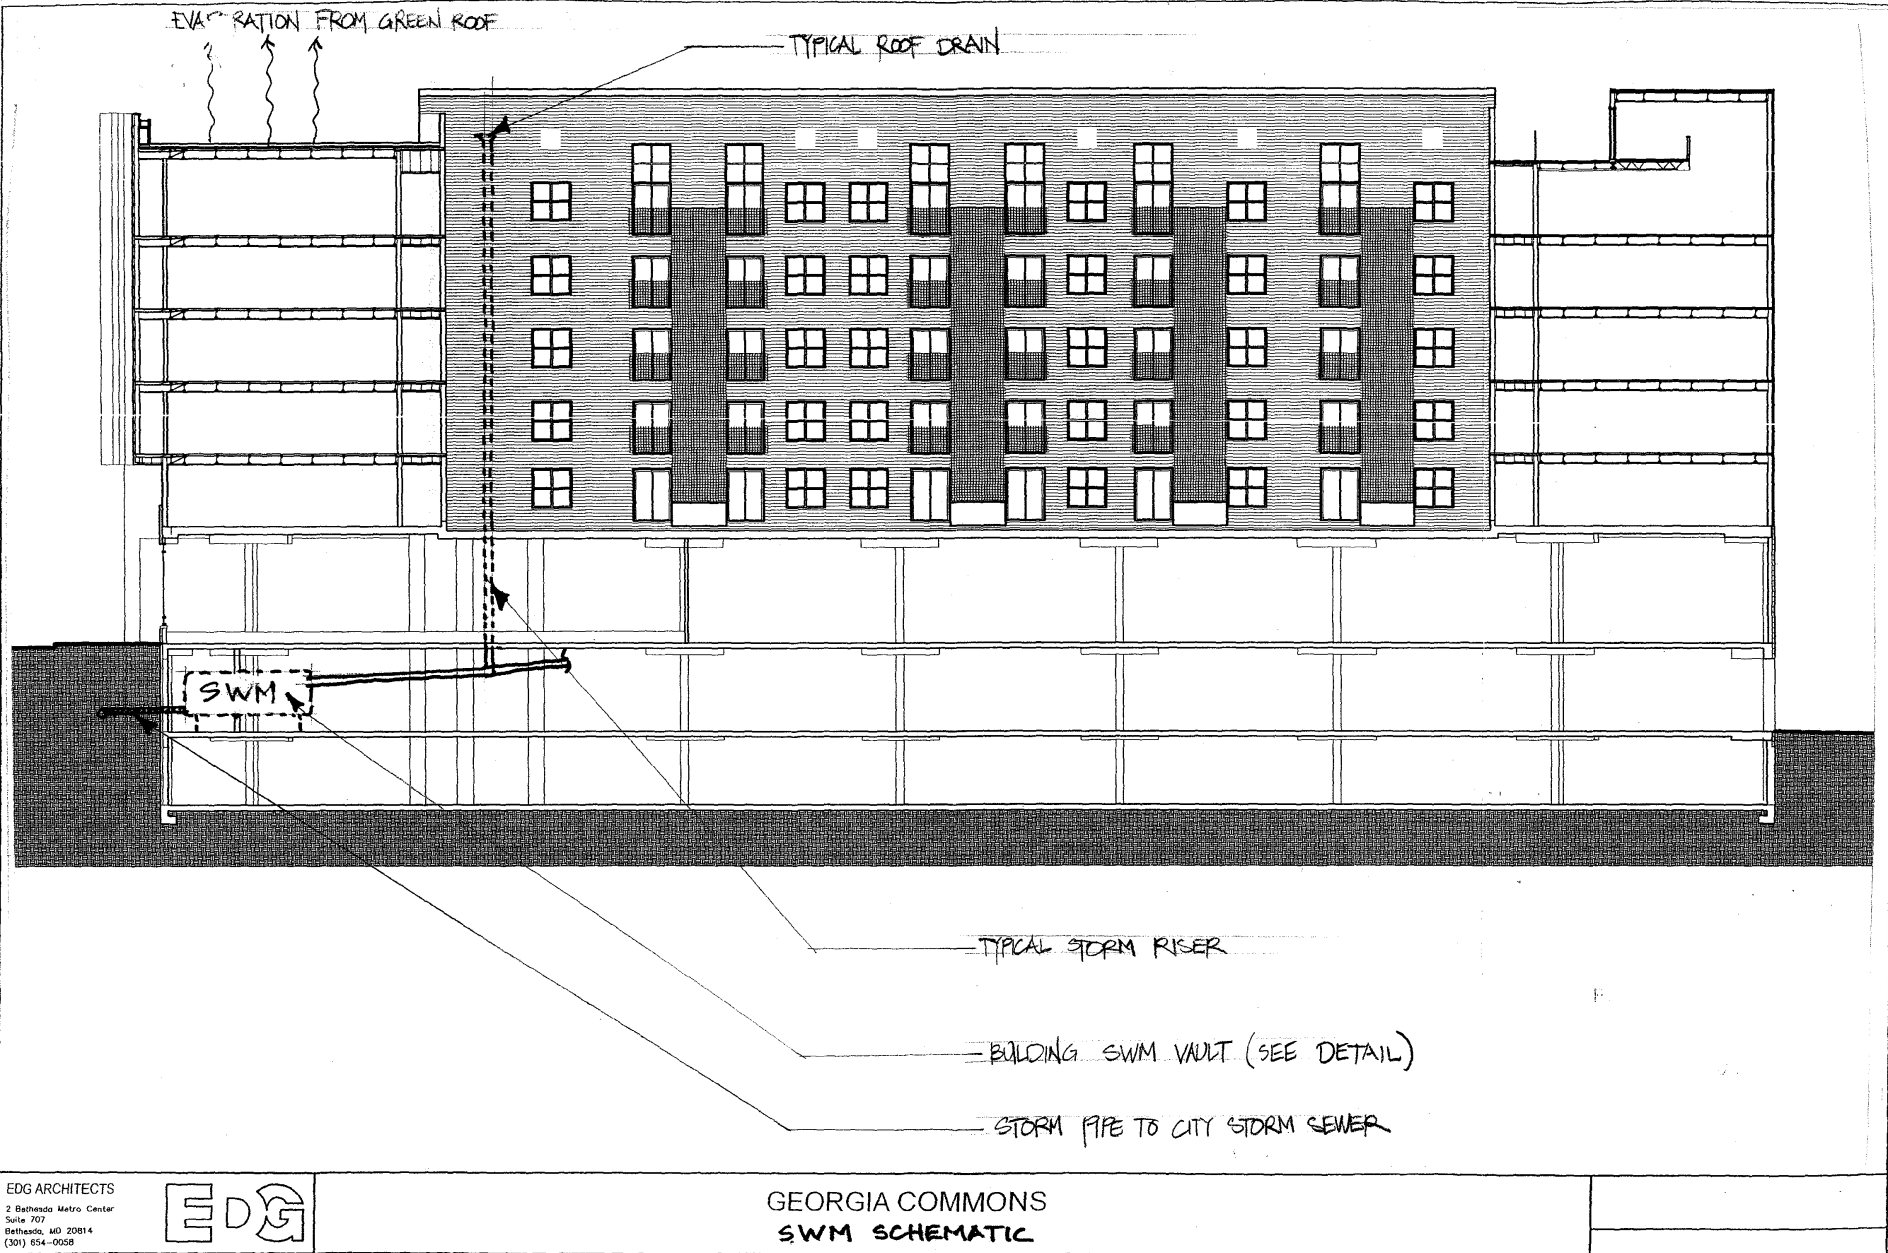 FROM GREEN ROOF
TYPICAL ROOF DRAIN
SWM
TYPICAL STORM RISER
BUILDING SWM VAULT (SEE DETAIL)
STORM PIPE TO CITY STORM SEWER
EDG ARCHITECTS
2 Bethesda Metro Center
Suite 707
Bethesda, MD 20814
(301) 654-0058
EDG
GEORGIA COMMONS
SWM SCHEMATIC